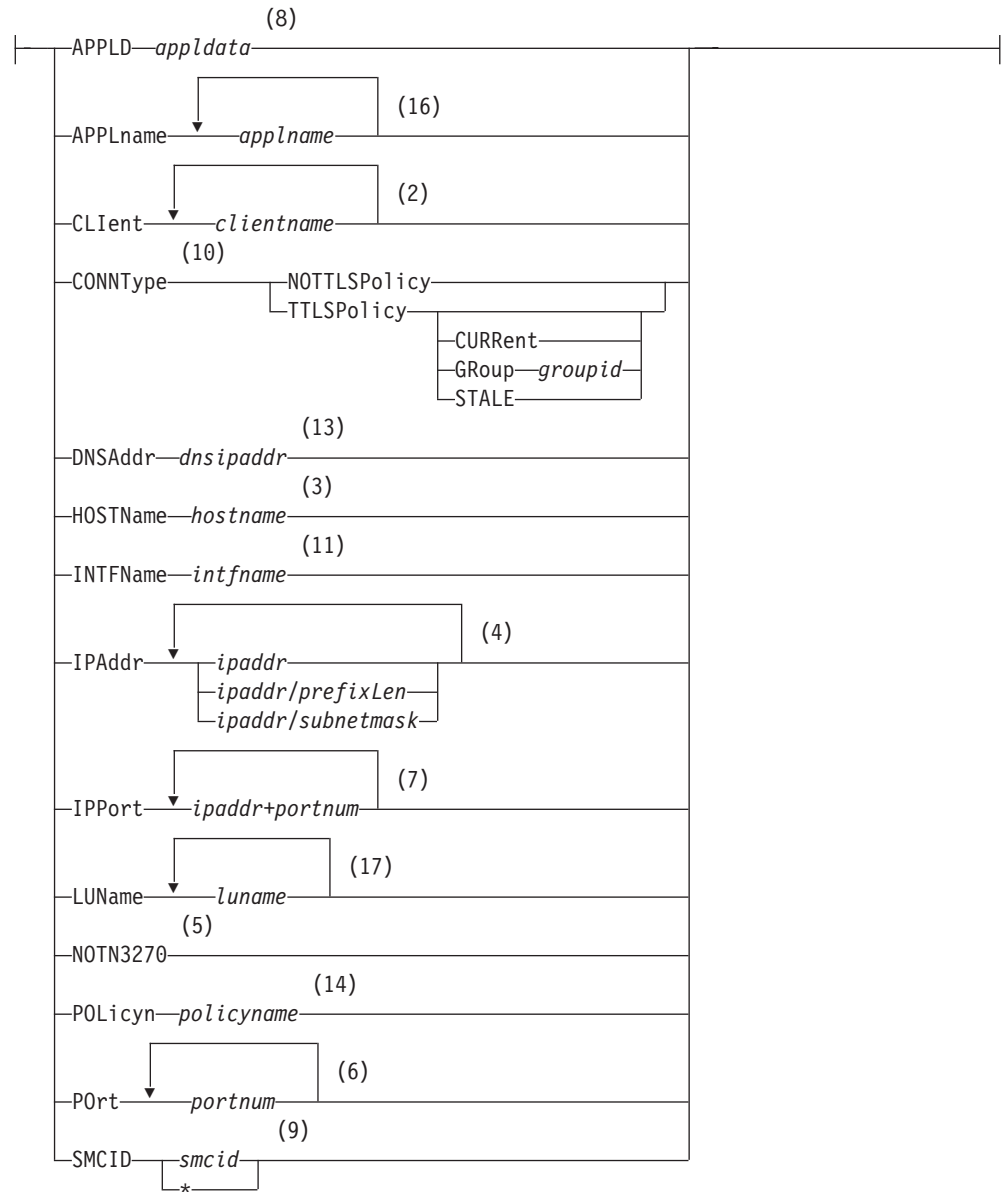 (8)
APPLD appldata
(16)
APPLname applname
(2)
CLIent clientname
(10)
CONNType NOTTLSPolicy
TTLSPolicy
CURRent
GRoup groupid
STALE
(13)
DNSAddr dnsipaddr
(3)
HOSTName hostname
(11)
INTFName intfname
(4)
IPAddr ipaddr
ipaddr/prefixLen
ipaddr/subnetmask
(7)
IPPort ipaddr+portnum
(17)
LUName luname
(5)
NOTN3270
(14)
POLicyn policyname
(6)
POrt portnum
(9)
SMCID smcid
*